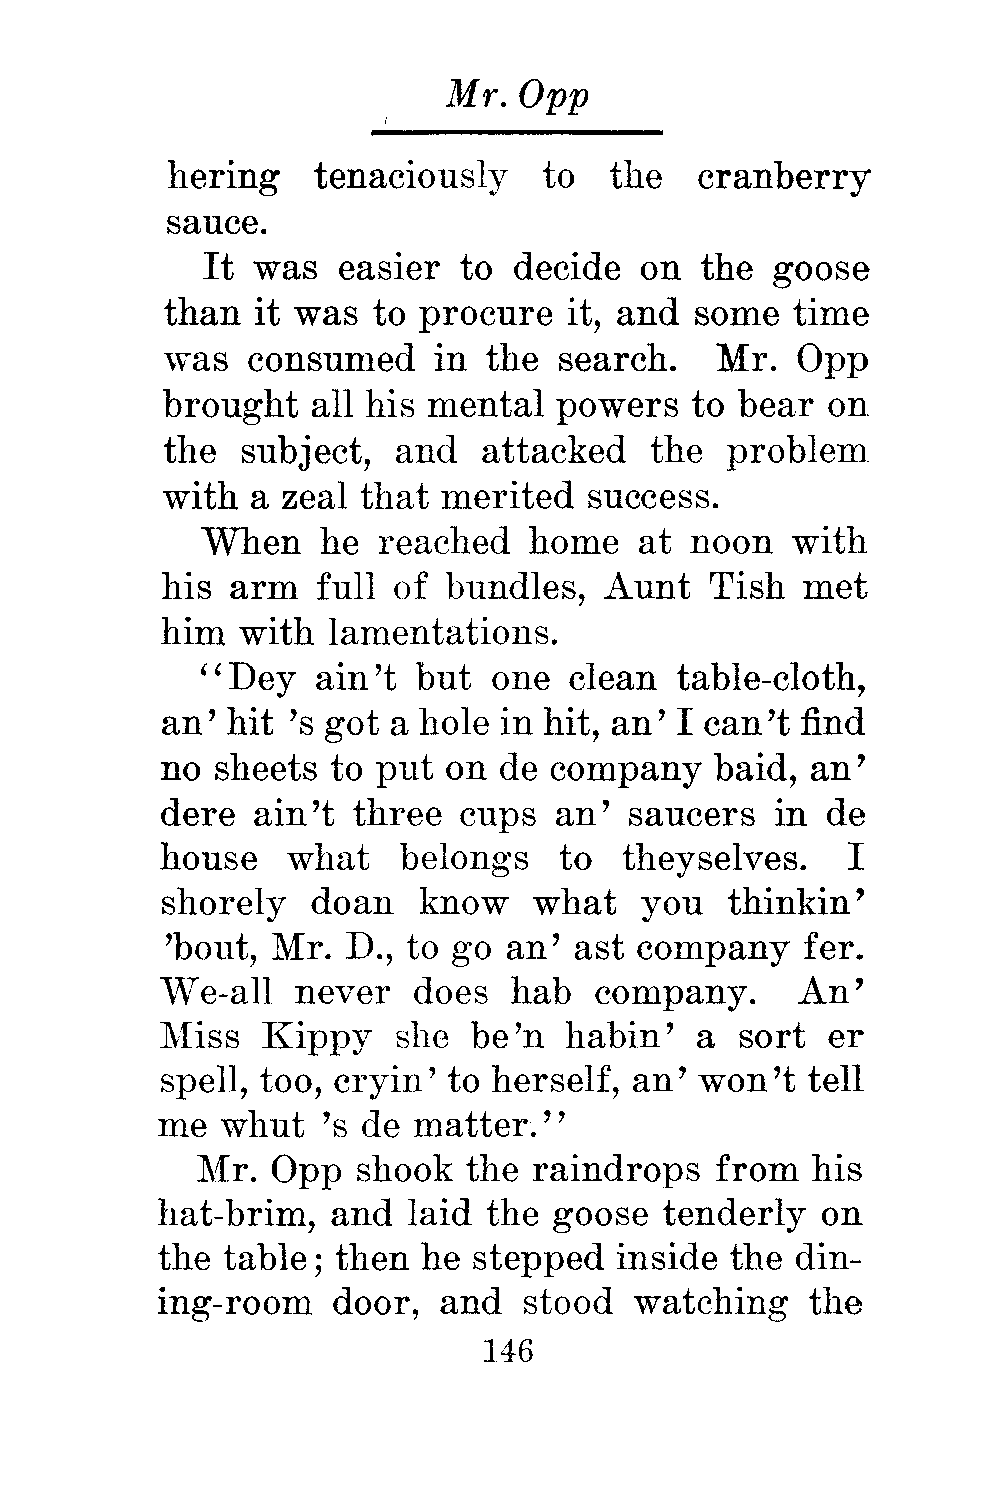 Mr. Opp
hering tenaciously to the cranberry
sauce.
It was easier to decide on the goose
than it was to procure it, and some time
was consumed in the search. Mr. Opp
brought all his mental powers to bear on
the subject, and attacked the problem
with a zeal that merited success.
When he reached home at noon with
his arm full of bundles, Aunt Tish met
him with lamentations.
“Dey ain’t but one clean table-cloth,
an’ hit ’s got a hole in hit, an’ I can’t find
no sheets to put on de company baid, an’
dere ain’t three cups an’ saucers in de
house what belongs to theyselves. I
shorely doan know what you thinkin’
’bout, Mr. D., to go an’ ast company fer.
We-all never does hab company. An’
Miss Kippy she be’n habin’ a sort er
spell, too, cryin’ to herself, an’ won’t tell
me whut ’s de matter.”
Mr. Opp shook the raindrops from his
hat-brim, and laid the goose tenderly on
the table; then he stepped inside the din-
ing-room door, and stood watching the
146